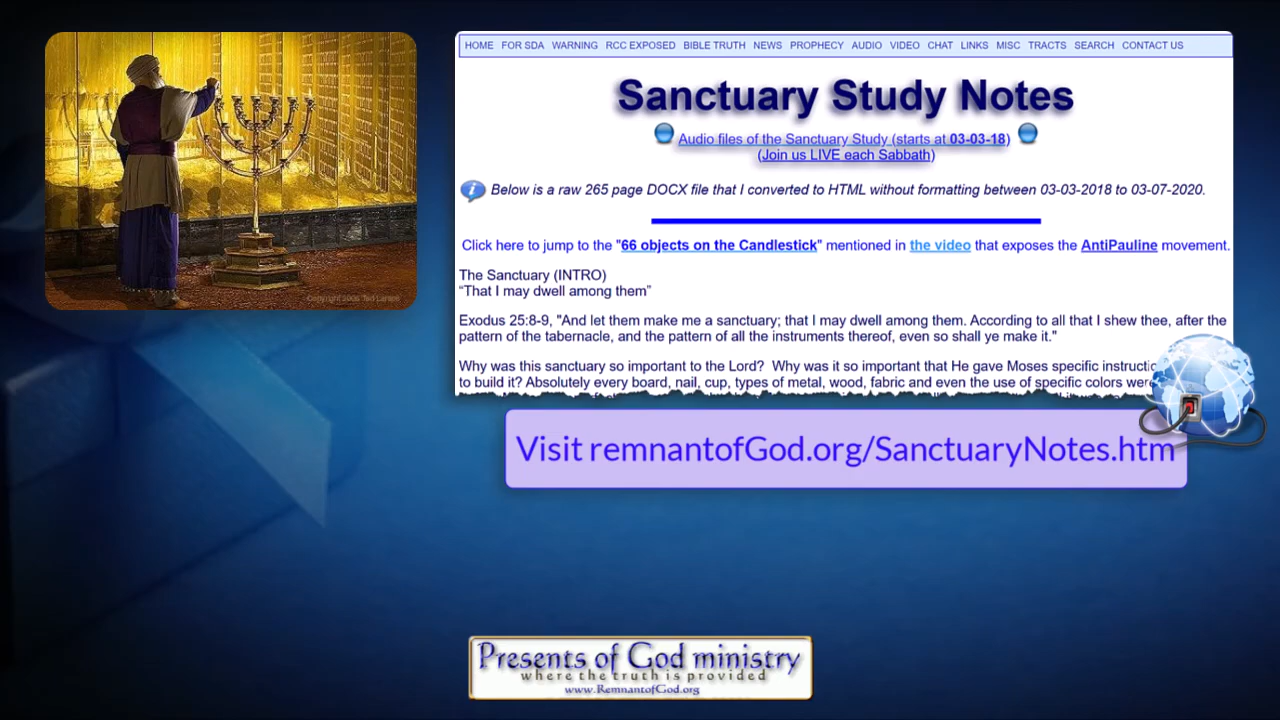 Copyright 2006 Ted Larson
HOME FOR SDA WARNING RCC EXPOSED BIBLE TRUTH NEWS PROPHECY AUDIO VIDEO CHAT LINKS MISC TRACTS SEARCH CONTACT US
Sanctuary Study Notes
Audio files of the Sanctuary Study (starts at 03-03-18)
(Join us LIVE each Sabbath)
Below is a raw 265 page DOCX file that I converted to HTML without formatting between 03-03-2018 to 03-07-2020.
Click here to jump to the "66 objects on the Candlestick" mentioned in the video that exposes the AntiPauline movement.
The Sanctuary (INTRO)
“That I may dwell among them”
Exodus 25:8-9, "And let them make me a sanctuary; that I may dwell among them. According to all that I shew thee, after the
pattern of the tabernacle, and the pattern of all the instruments thereof, even so shall ye make it."
Why was this sanctuary so important to the Lord? Why was it so important that He gave Moses specific
to build it? Absolutely every board, nail, cup, types of metal, wood, fabric and even the use of specific colors
Visit remnantofGod.org/SanctuaryNotes.htm
Presents of God ministry
where the truth is provided
www.RemnantofGod.org